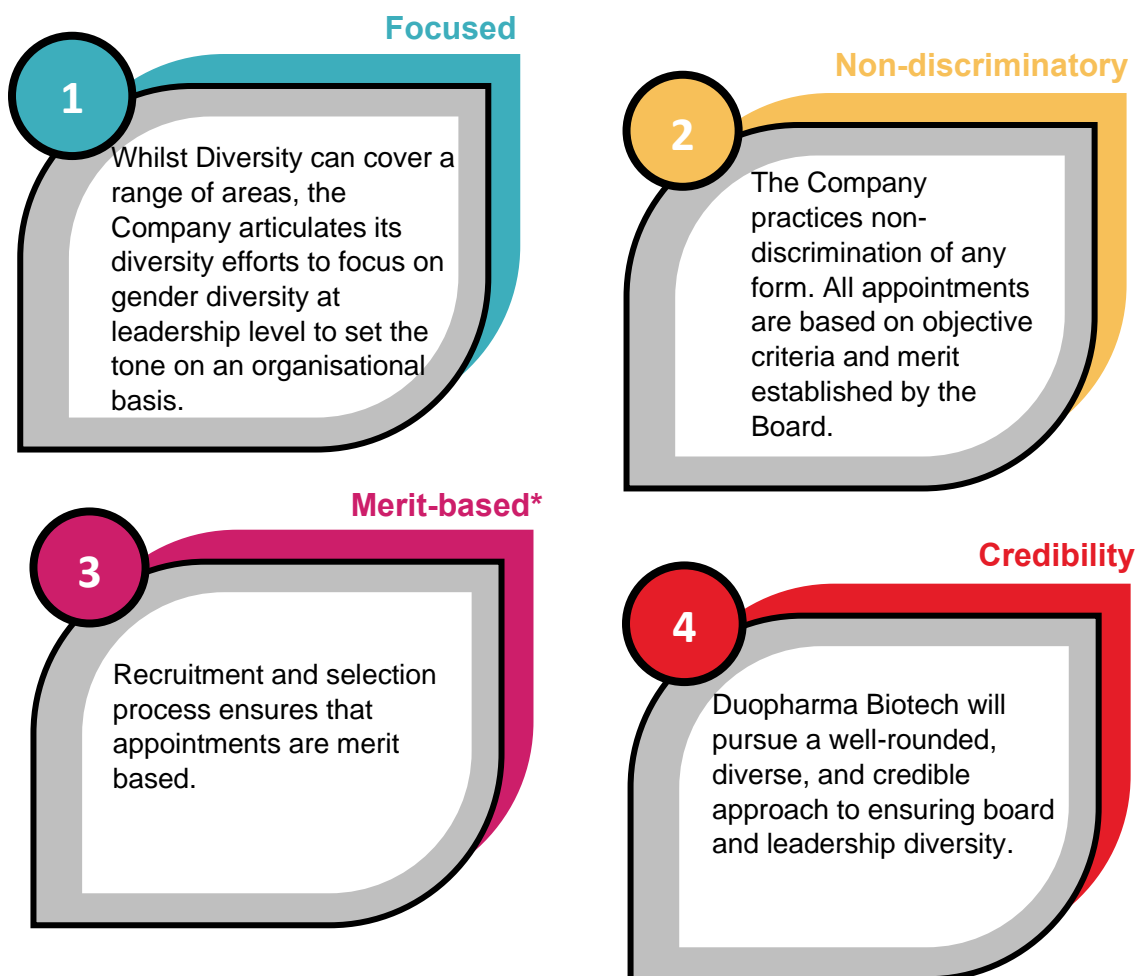 Focused
1
Whilst Diversity can cover a
range of areas, the
Company articulates its
diversity efforts to focus on
gender diversity at
leadership level to set the
tone on an organisational
basis.
Non-discriminatory
2
The Company
practices non-
discrimination of any
form. All appointments
are based on objective
criteria and merit
established by the
Board.
Merit-based*
3
Recruitment and selection
process ensures that
appointments are merit
based.
Credibility
4
Duopharma Biotech will
pursue a well-rounded,
diverse, and credible
approach to ensuring board
and leadership diversity.